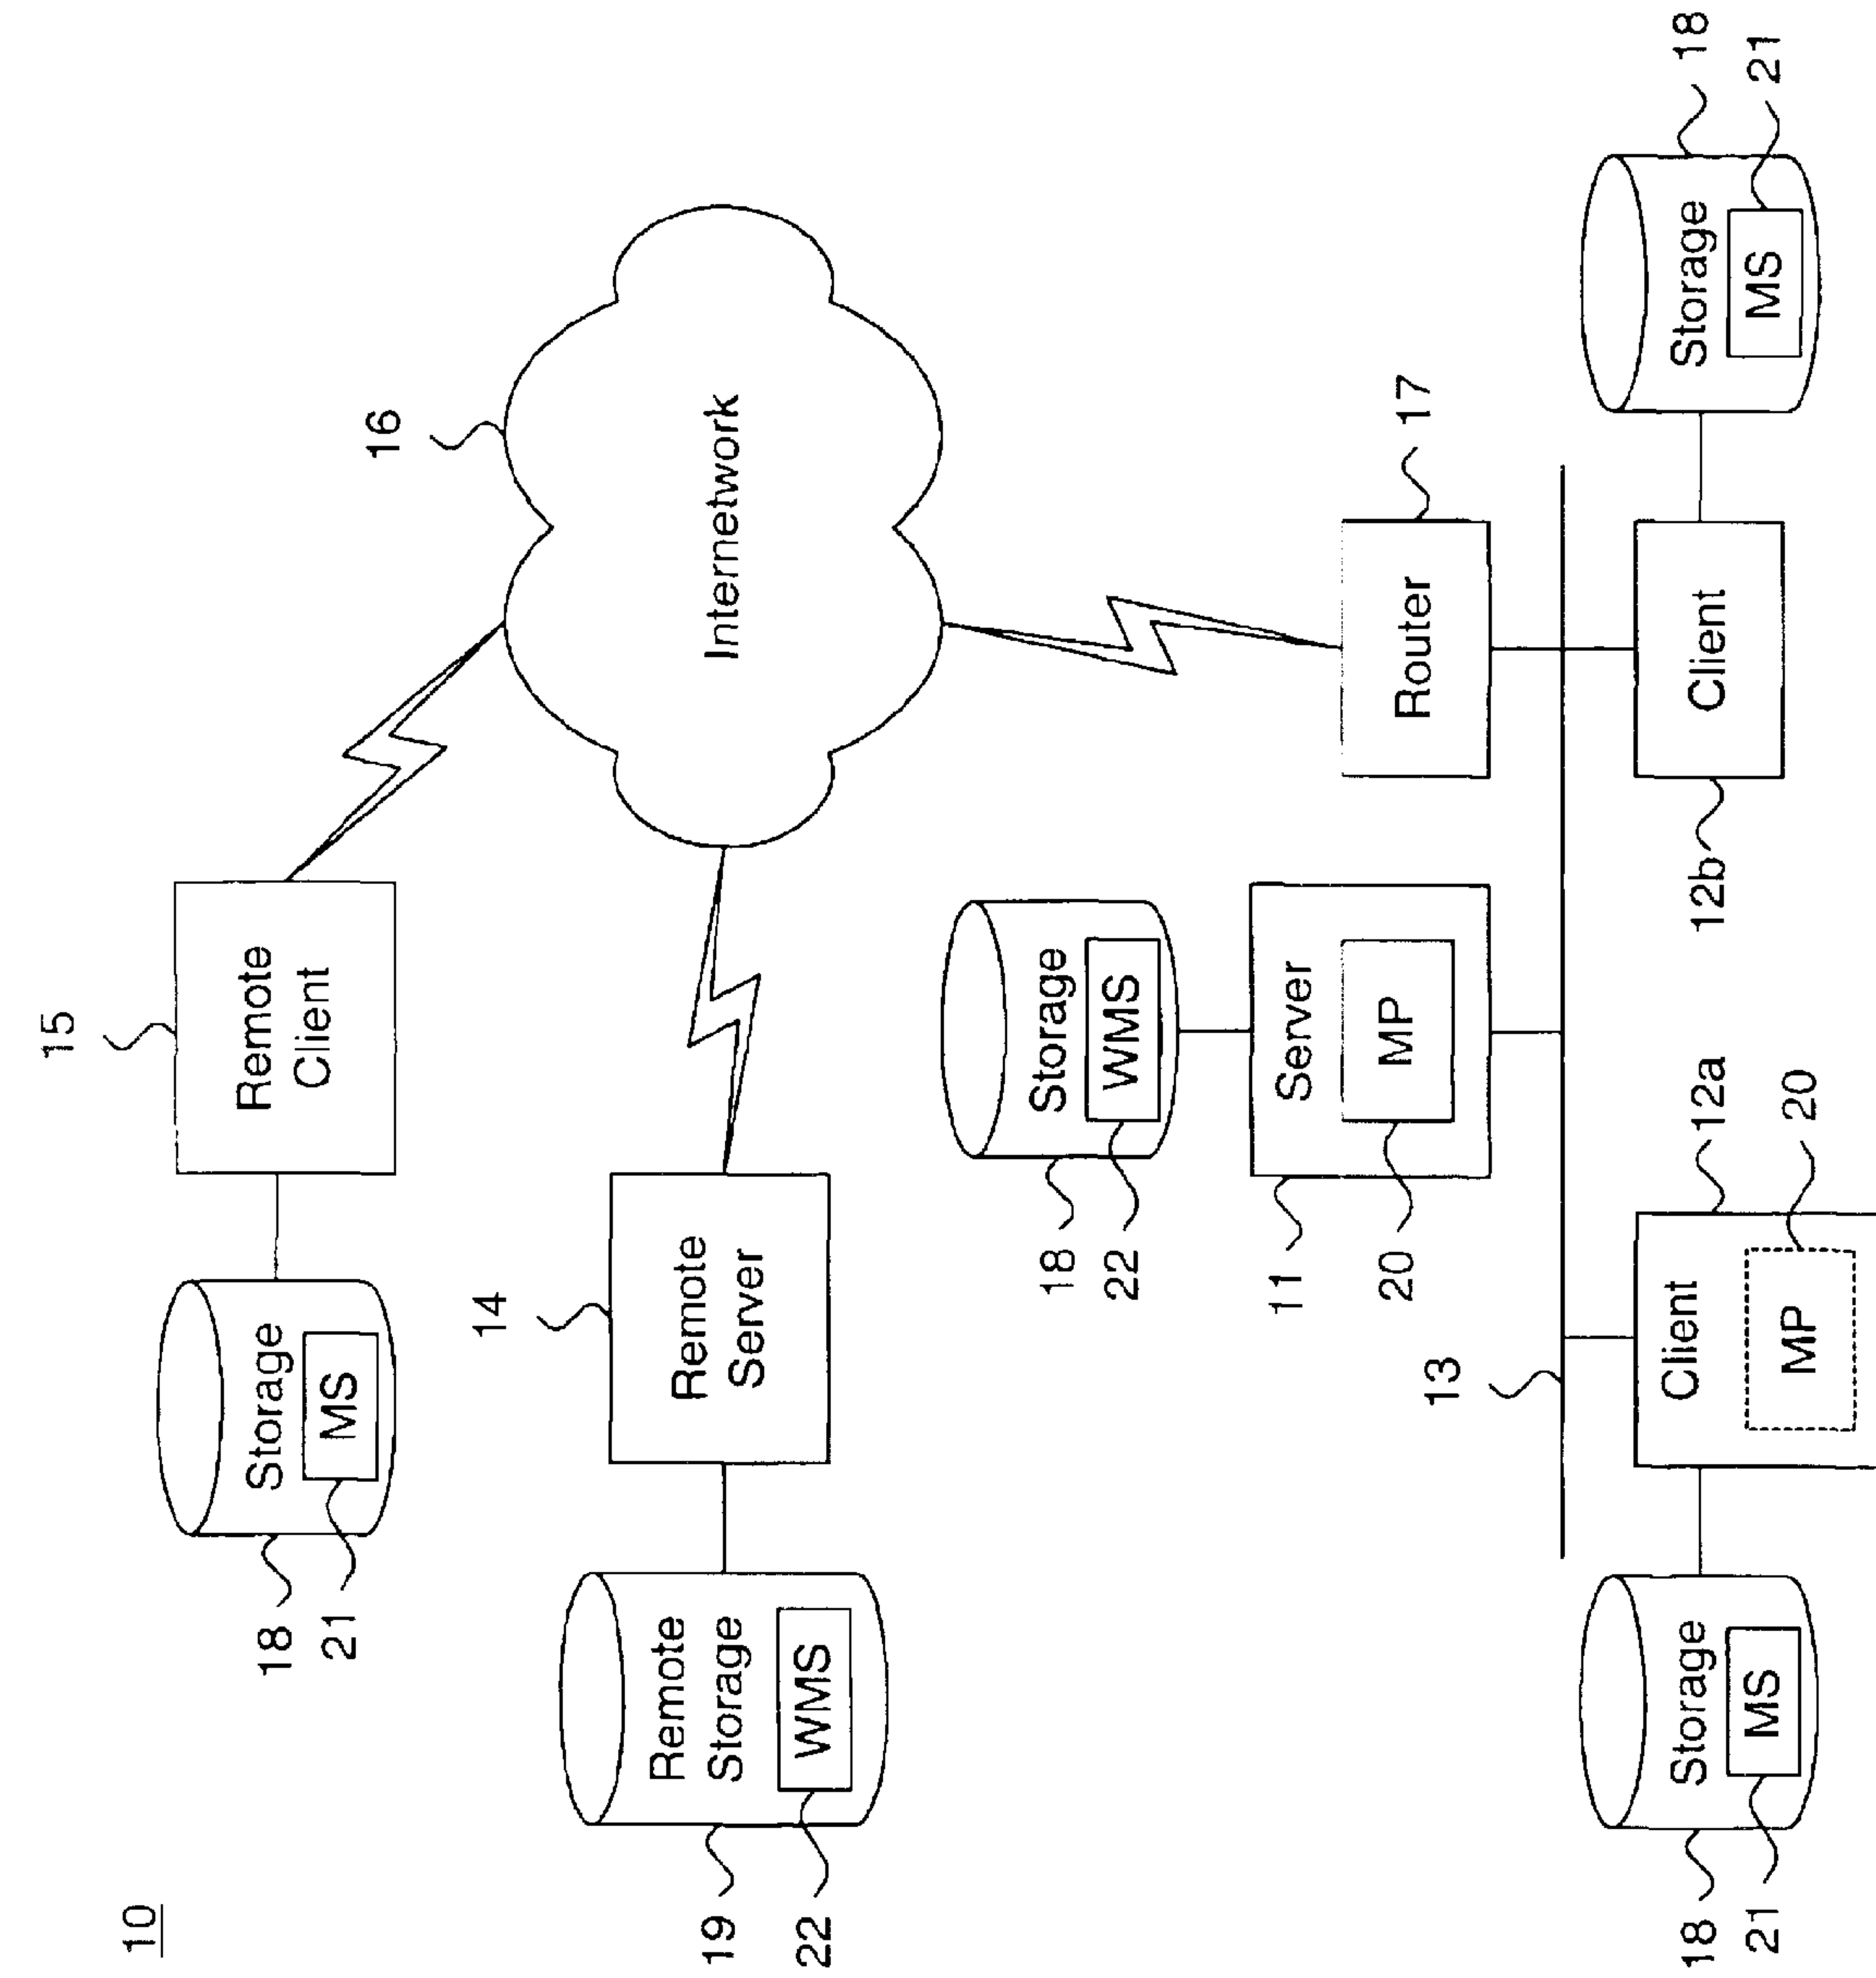 10
15
Remote
Client
Storage
MS
18
21
16
Internetwork
14
Remote
Server
Remote
Storage
WMS
19
22
Storage
WMS
18
22
Server
MP
11
20
Router
17
13
Client
MP
12a
20
Storage
MS
18
21
Client
12b
Storage
MS
18
21